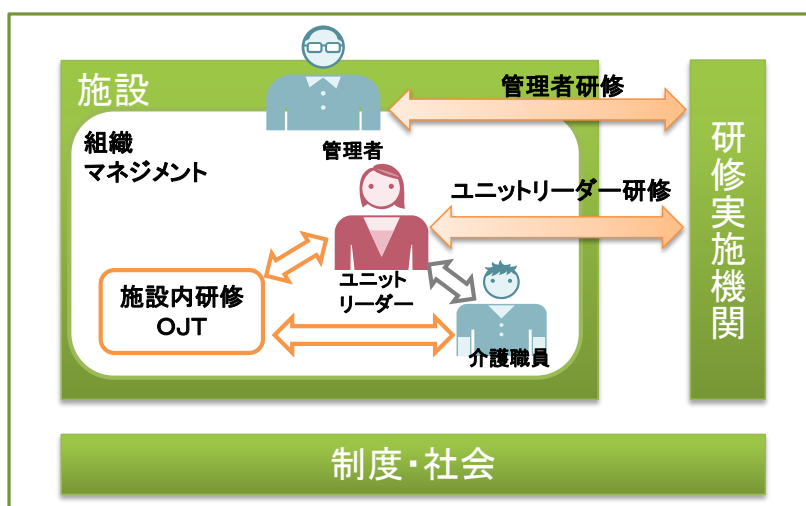 施設
管理者研修
組織
マネジメント
管理者
ユニットリーダー研修
ユニット
リーダー
施設内研修
OJT
介護職員
研修実施機関
制度・社会